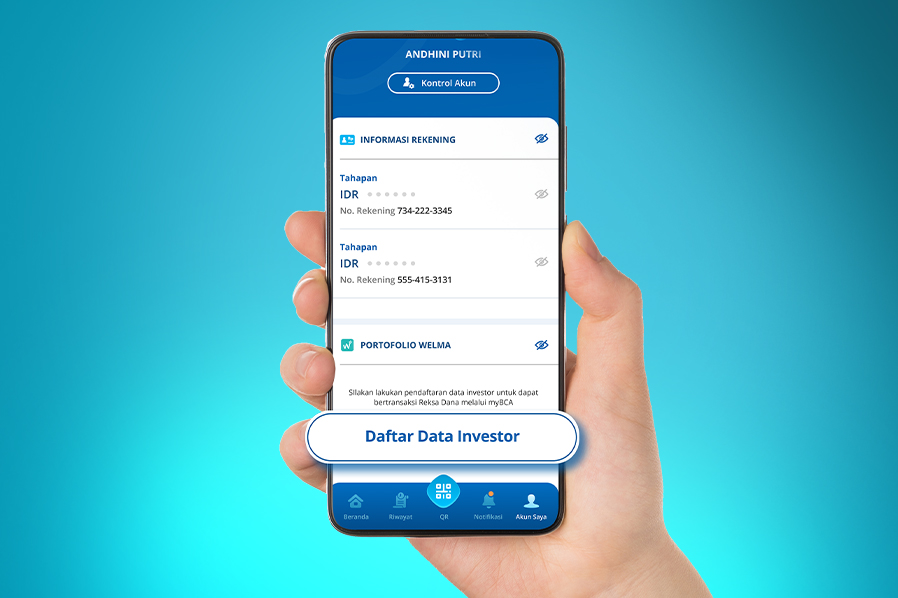 ANDHINI PUTRI
Kontrol Akun
INFORMASI REKENING
Tahapan
IDR
No. Rekening 734-222-3345
Tahapan
IDR
No. Rekening 555-415-3131
PORTOFOLIO WELMA
Silakan lakukan pendaftaran data investor untuk dapat
bertransaksi Reksa Dana melalui myBCA
Daftar Data Investor
Beranda Riwayat QR Notifikasi Akun Saya